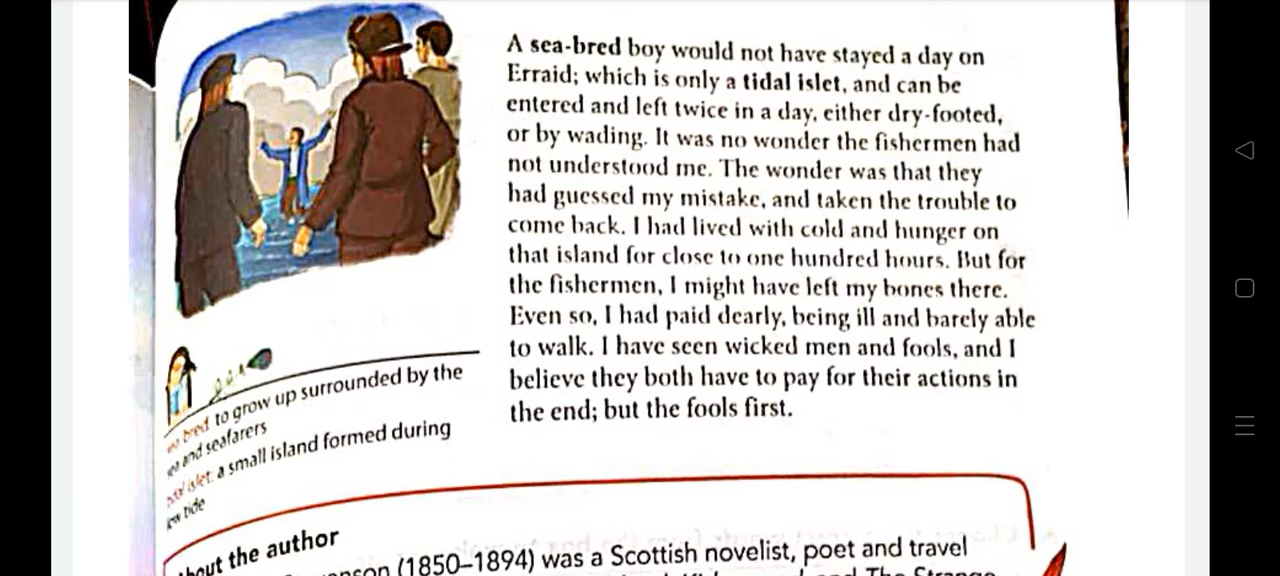 A sea-bred boy would not have stayed a day on
Erraid; which is only a tidal islet, and can be
entered and left twice in a day, either dry-footed,
or by wading. It was no wonder the fishermen had
not understood me. The wonder was that they
had guessed my mistake, and taken the trouble to
come back. I had lived with cold and hunger on
that island for close to one hundred hours. But for
the fishermen, I might have left my bones there.
Even so, I had paid dearly, being ill and barely able
to walk. I have seen wicked men and fools, and I
believe they both have to pay for their actions in
the end; but the fools first.
bred to grow up surrounded by the
and seafarers
islet: a small island formed during
low tide
about the author
(1850–1894) was a Scottish novelist, poet and travel
and The Strange